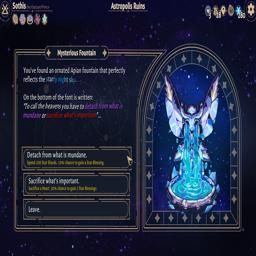 Sothis
Astropolis Ruins
Mysterious Fountain
You've found an ornated Apian fountain that perfectly
reflects the starry night sky.
On the bottom of the font is written:
"To call the heavens you have to detach from what is
mundane or sacrifice what's important"...
Detach from what is mundane.
Sacrifice what's important.
Leave.